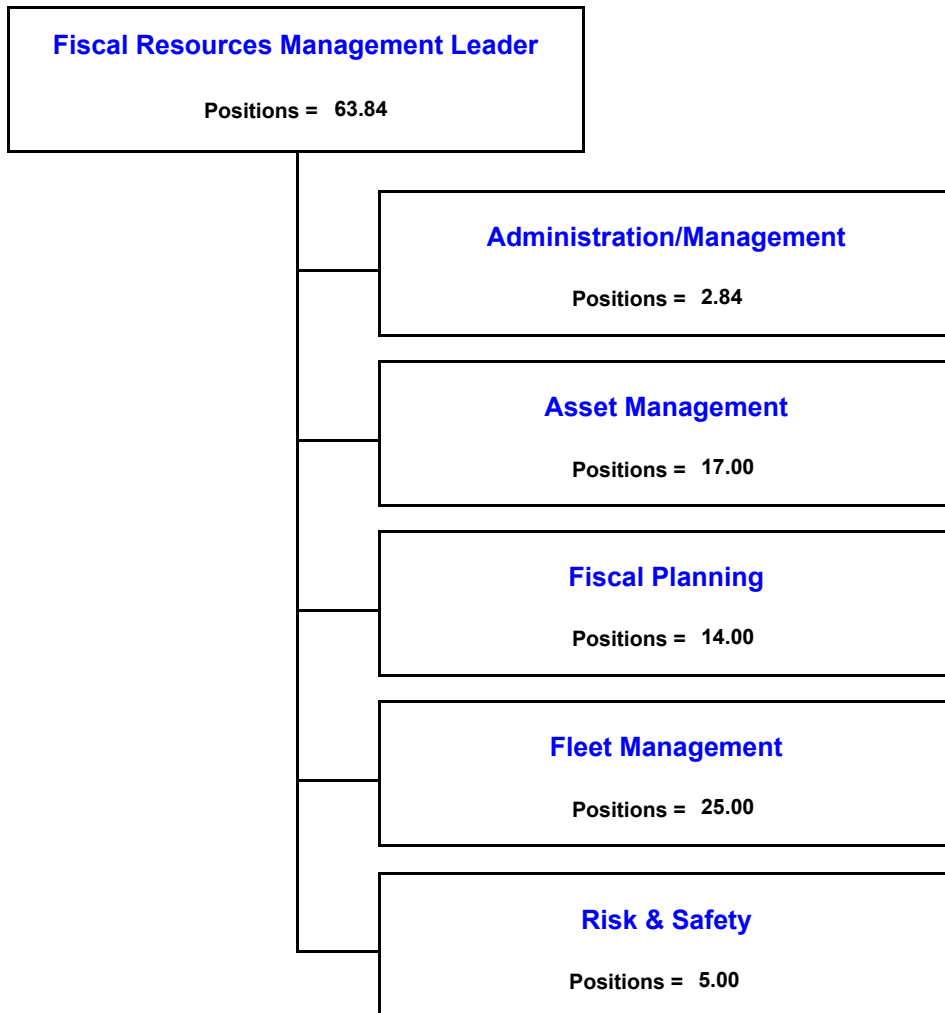 Fiscal Resources Management Leader
Positions = 63.84
Administration/Management
Positions = 2.84
Asset Management
Positions = 17.00
Fiscal Planning
Positions = 14.00
Fleet Management
Positions = 25.00
Risk & Safety
Positions = 5.00